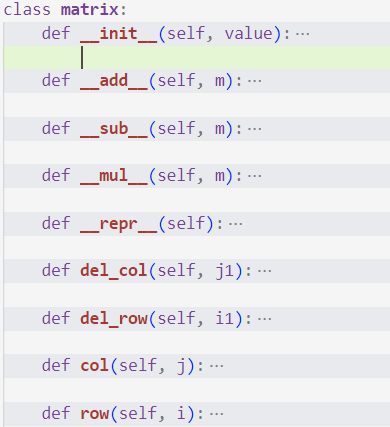 class matrix:
def __init__(self, value):···
def __add__(self, m):···
def __sub__(self, m):···
def __mul__(self, m):···
def __repr__(self):···
def del_col(self, j1):···
def del_row(self, i1):···
def col(self, j):···
def row(self, i):···